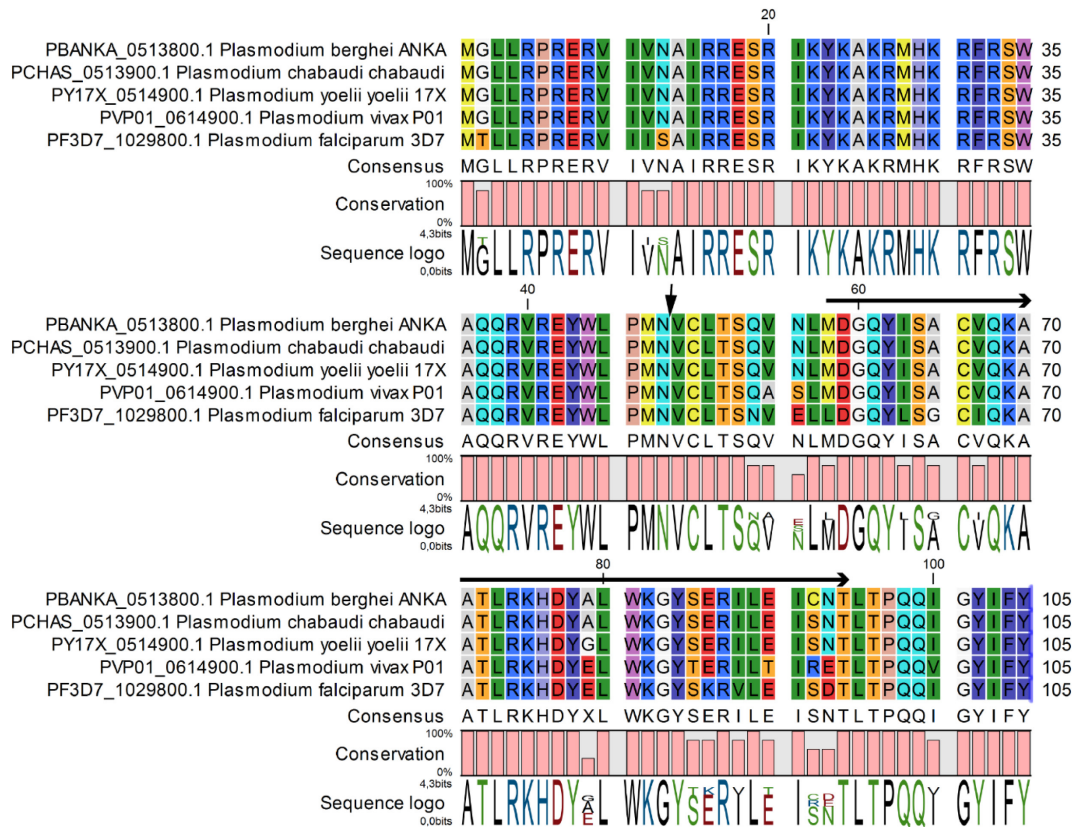 20
PBANKA_0513800.1 Plasmodium berghei ANKA MGLLRPRERV IVNAIRRESR IKYKAKRMHK RFRSW 35
PCHAS_0513900.1 Plasmodium chabaudi chabaudi MGLLRPRERV IVNAIRRESR IKYKAKRMHK RFRSW 35
PY17X_0514900.1 Plasmodium yoelii yoelii 17X MGLLRPRERV IVNAIRRESR IKYKAKRMHK RFRSW 35
PVP01_0614900.1 Plasmodium vivax P01 MGLLRPRERV IVNAIRRESR IKYKAKRMHK RFRSW 35
PF3D7_1029800.1 Plasmodium falciparum 3D7 MTLLRPRERV IISAIRRESR IKYKAKRMHK RFRSW 35
Consensus MGLLRPRERV IVNAIRRESR IKYKAKRMHK RFRSW
100%
Conservation
0%
4,3bits
Sequence logo MGLLRPRERV IVNAIRRESR IKYKAKRMHK RFRSW
0,0bits
40 60
PBANKA_0513800.1 Plasmodium berghei ANKA AQQRVREYWL PMNVCLTSQV NLMDGQYISA CVQKA 70
PCHAS_0513900.1 Plasmodium chabaudi chabaudi AQQRVREYWL PMNVCLTSQV NLMDGQYISA CVQKA 70
PY17X_0514900.1 Plasmodium yoelii yoelii 17X AQQRVREYWL PMNVCLTSQV NLMDGQYISA CVQKA 70
PVP01_0614900.1 Plasmodium vivax P01 AQQRVREYWL PMNVCLTSQA SLMDGQYISA CVQKA 70
PF3D7_1029800.1 Plasmodium falciparum 3D7 AQQRVREYWL PMNVCLTSNV ELLDGQYLSG CIQKA 70
Consensus AQQRVREYWL PMNVCLTSQV NLMDGQYISA CVQKA
100%
Conservation
0%
4,3bits
Sequence logo AQQRVREYWL PMNVCLTSQV NLMDGQYISA CVQKA
0,0bits
80 100
PBANKA_0513800.1 Plasmodium berghei ANKA ATLRKHDYAL WKGYSERILE ICNTLTPQQI GYIFY 105
PCHAS_0513900.1 Plasmodium chabaudi chabaudi ATLRKHDYAL WKGYSERILE ISNTLTPQQI GYIFY 105
PY17X_0514900.1 Plasmodium yoelii yoelii 17X ATLRKHDYGL WKGYSERILE ISNTLTPQQI GYIFY 105
PVP01_0614900.1 Plasmodium vivax P01 ATLRKHDYEL WKGYTERILT IRETLTPQQV GYIFY 105
PF3D7_1029800.1 Plasmodium falciparum 3D7 ATLRKHDYEL WKGYSKRVLE ISDTLTPQQI GYIFY 105
Consensus ATLRKHDYXL WKGYSERILE ISNTLTPQQI GYIFY
100%
Conservation
0%
4,3bits
Sequence logo
0,0bits